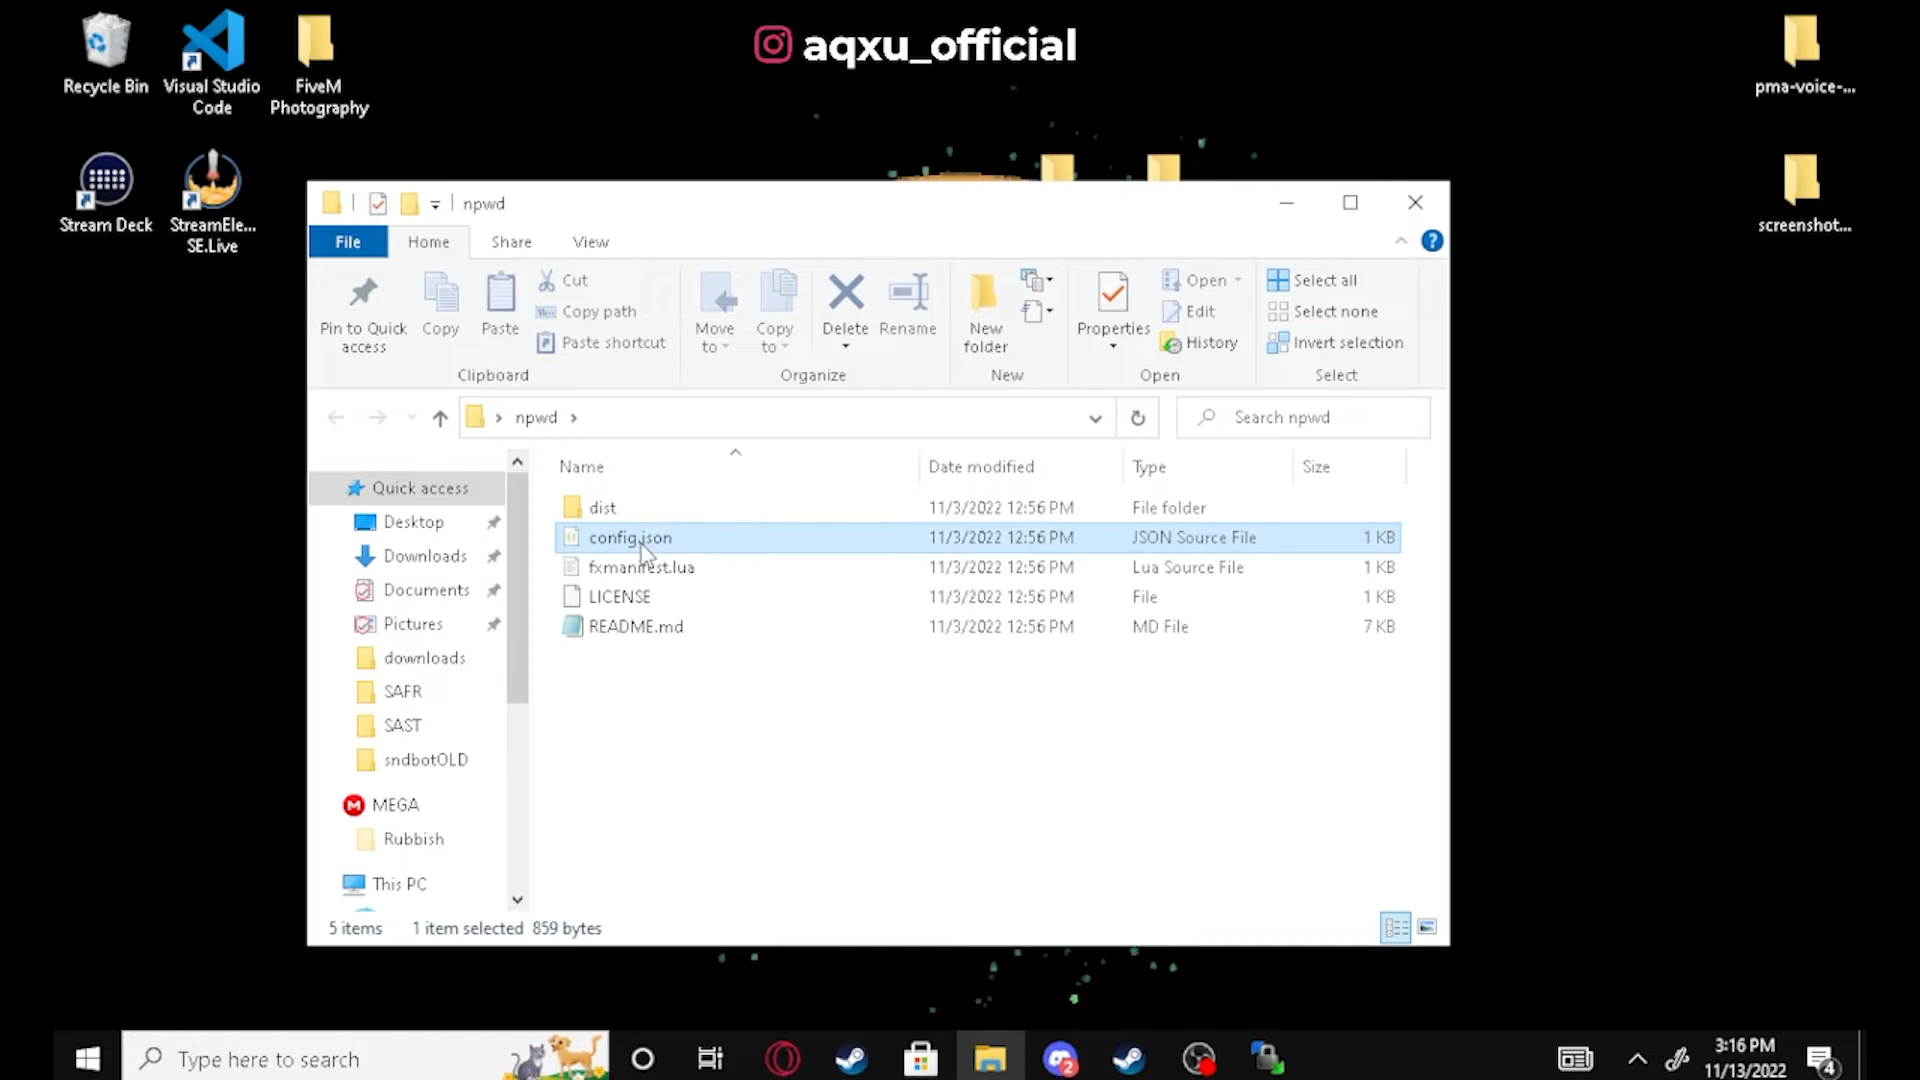 aqxu_official
Recycle Bin
Visual Studio
Code
FiveM
Photography
Stream Deck
StreamEle...
SE.Live
pma-voice-...
screenshot...
npwd
File Home Share View
Pin to Quick
access
Copy
Paste
Cut
Copy path
Paste shortcut
Clipboard
Move
to
Copy
to
Delete
Rename
Organize
New
folder
New
Properties
Open
Edit
History
Open
Select all
Select none
Invert selection
Select
npwd
Search npwd
Name Date modified Type Size
dist 11/3/2022 12:56 PM File folder
config.json 11/3/2022 12:56 PM JSON Source File 1 KB
fxmanifest.lua 11/3/2022 12:56 PM Lua Source File 1 KB
LICENSE 11/3/2022 12:56 PM File 1 KB
README.md 11/3/2022 12:56 PM MD File 7 KB
Quick access
Desktop
Downloads
Documents
Pictures
downloads
SAFR
SAST
sndbotOLD
MEGA
Rubbish
This PC
5 items 1 item selected 859 bytes
Type here to search
2
3:16 PM
11/13/2022
4